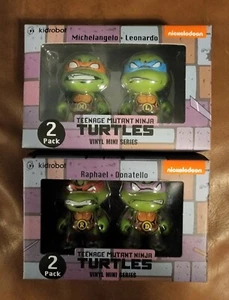 kidrobot
nickelodeon
Michelangelo • Leonardo
2
Pack
TEENAGE MUTANT NINJA
TURTLES
VINYL MINI SERIES
kidrobot
nickelodeon
Raphael • Donatello
2
Pack
TEENAGE MUTANT NINJA
TURTLES
VINYL MINI SERIES